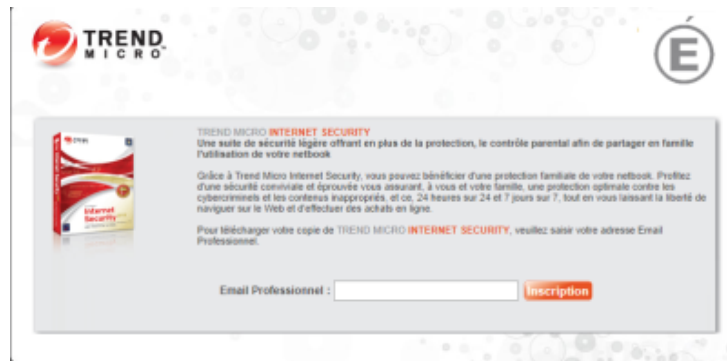 TREND
MICRO
É
TREND MICRO INTERNET SECURITY
Une suite de sécurité légère offrant en plus de la protection, le contrôle parental afin de partager en famille
l'utilisation de votre netbook
Grâce à Trend Micro Internet Security, vous pouvez bénéficier d'une protection familiale de votre netbook. Profitez
d'une sécurité conviviale et éprouvée vous assurant, à vous et votre famille, une protection optimale contre les
cybercriminels et les contenus inappropriés, et ce, 24 heures sur 24 et 7 jours sur 7, tout en vous laissant la liberté de
naviguer sur le Web et d'effectuer des achats en ligne.
Pour télécharger votre copie de TREND MICRO INTERNET SECURITY, veuillez saisir votre adresse Email
Professionnel.
Internet
Security
Email Professionnel :
Inscription